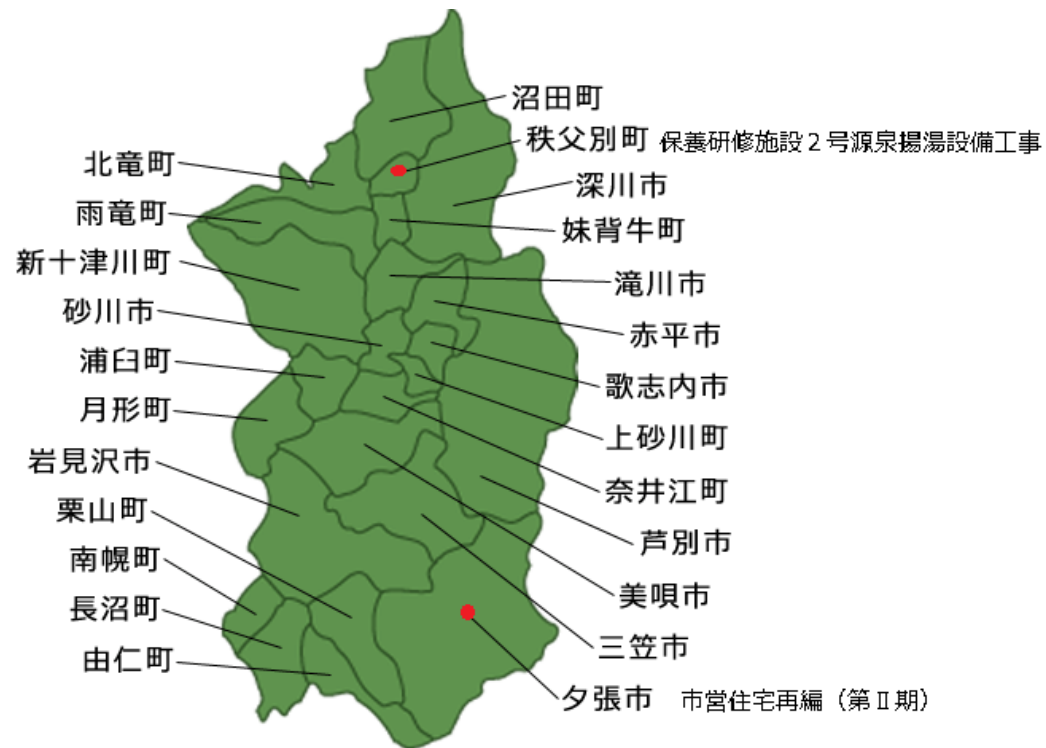 沼田町
秩父別町 保養研修施設２号源泉揚湯設備工事
北竜町
深川市
雨竜町
妹背牛町
新十津川町
滝川市
砂川市
赤平市
浦臼町
歌志内市
月形町
上砂川町
岩見沢市
奈井江町
栗山町
芦別市
南幌町
美唄市
長沼町
三笠市
由仁町
夕張市 市営住宅再編（第Ⅱ期）